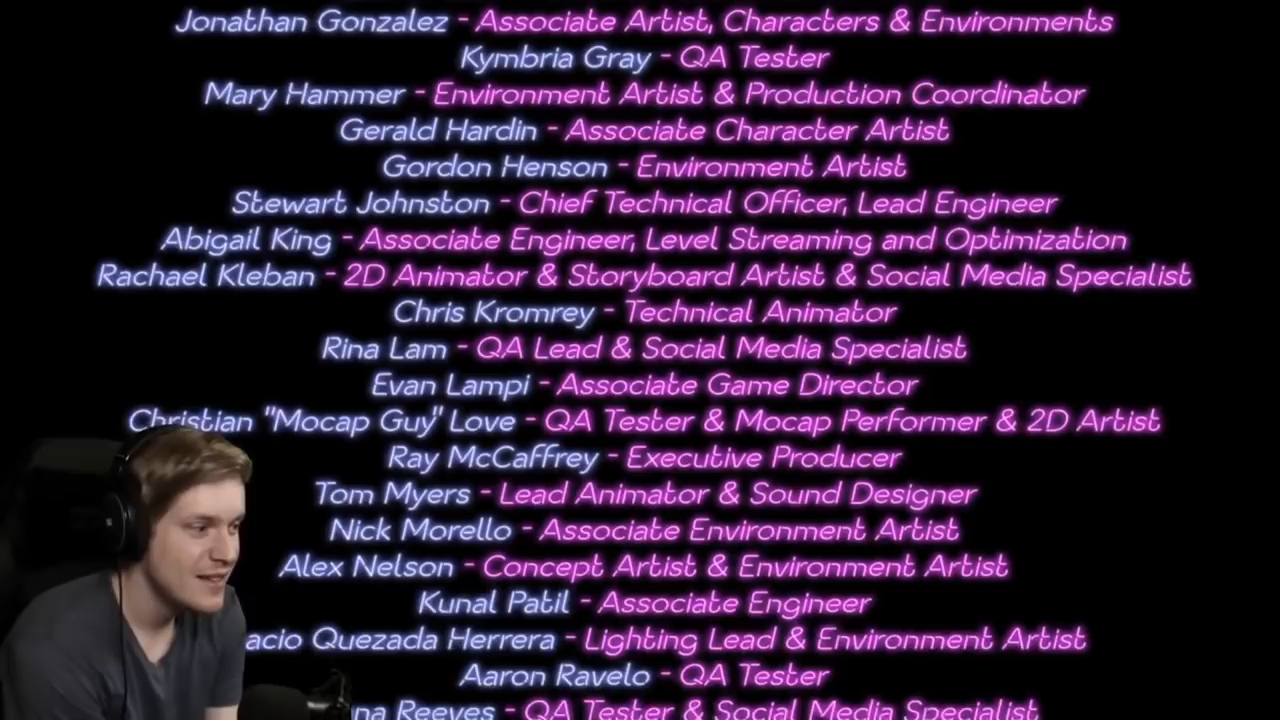 Jonathan Gonzalez - Associate Artist, Characters & Environments
Kymbria Gray - QA Tester
Mary Hammer - Environment Artist & Production Coordinator
Gerald Hardin - Associate Character Artist
Gordon Henson - Environment Artist
Stewart Johnston - Chief Technical Officer, Lead Engineer
Abigail King - Associate Engineer, Level Streaming and Optimization
Rachael Kleban - 2D Animator & Storyboard Artist & Social Media Specialist
Chris Kromrey - Technical Animator
Rina Lam - QA Lead & Social Media Specialist
Evan Lampi - Associate Game Director
Christian "Mocap Guy" Love - QA Tester & Mocap Performer & 2D Artist
Ray McCaffrey - Executive Producer
Tom Myers - Lead Animator & Sound Designer
Nick Morello - Associate Environment Artist
Alex Nelson - Concept Artist & Environment Artist
Kunal Patil - Associate Engineer
Quezada Herrera - Lighting Lead & Environment Artist
Aaron Ravelo - QA Tester
Reeves - QA Tester & Social Media Specialist